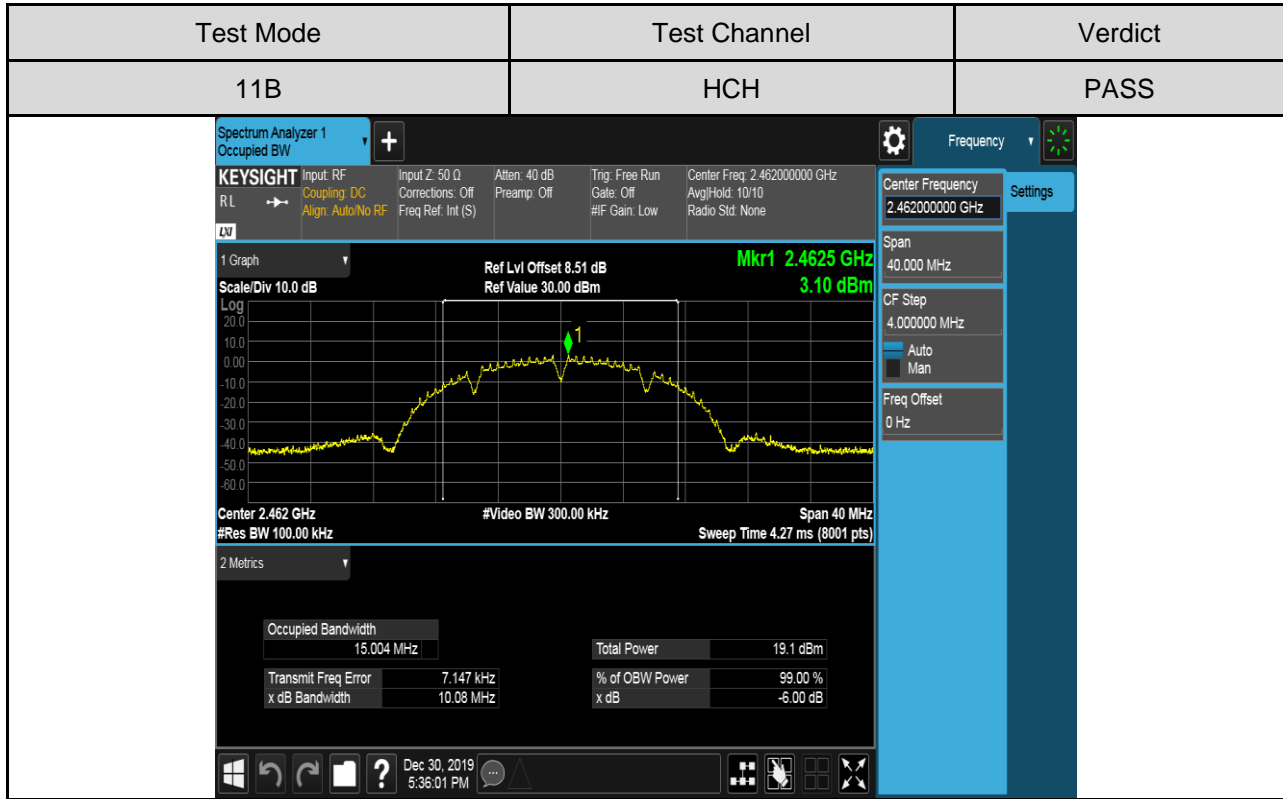 Test Mode Test Channel Verdict
11B HCH PASS
Spectrum Analyzer 1
Occupied BW
+
Frequency
KEYSIGHT Input: RF Input Z: 50 Ω Atten: 40 dB Trig: Free Run Center Freq: 2.462000000 GHz
RL Coupling: DC Corrections: Off Preamp: Off Gate: Off Avg|Hold: 10/10
Align: Auto/No RF Freq Ref: Int (S) #IF Gain: Low Radio Std: None
LXI
Center Frequency
2.462000000 GHz
Settings
Span
40.000 MHz
CF Step
4.000000 MHz
Auto
Man
Freq Offset
0 Hz
1 Graph Ref Lvl Offset 8.51 dB Mkr1 2.4625 GHz
Scale/Div 10.0 dB Ref Value 30.00 dBm 3.10 dBm
Log
20.0
10.0
1
0.00
-10.0
-20.0
-30.0
-40.0
-50.0
-60.0
Center 2.462 GHz #Video BW 300.00 kHz Span 40 MHz
#Res BW 100.00 kHz Sweep Time 4.27 ms (8001 pts)
2 Metrics
Occupied Bandwidth
15.004 MHz Total Power 19.1 dBm
Transmit Freq Error 7.147 kHz % of OBW Power 99.00 %
x dB Bandwidth 10.08 MHz x dB -6.00 dB
? Dec 30, 2019
5:36:01 PM